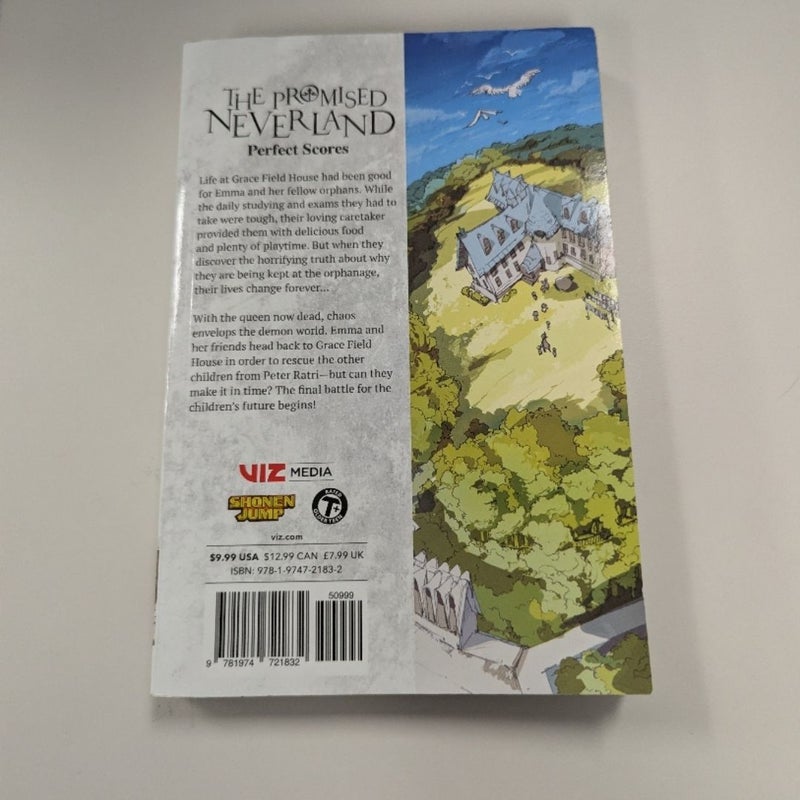 THE PROMISED
NEVERLAND
Perfect Scores
Life at Grace Field House had been good
for Emma and her fellow orphans. While
the daily studying and exams they had to
take were tough, their loving caretaker
provided them with delicious food
and plenty of playtime. But when they
discover the horrifying truth about why
they are being kept at the orphanage,
their lives change forever...
With the queen now dead, chaos
envelops the demon world. Emma and
her friends head back to Grace Field
House in order to rescue the other
children from Peter Ratri—but can they
make it in time? The final battle for the
children's future begins!
VIZ MEDIA
SHONEN
JUMP
RATED
T+
OLDER TEEN
viz.com
$9.99 USA $12.99 CAN £7.99 UK
ISBN: 978-1-9747-2183-2
50999
9 781974 721832